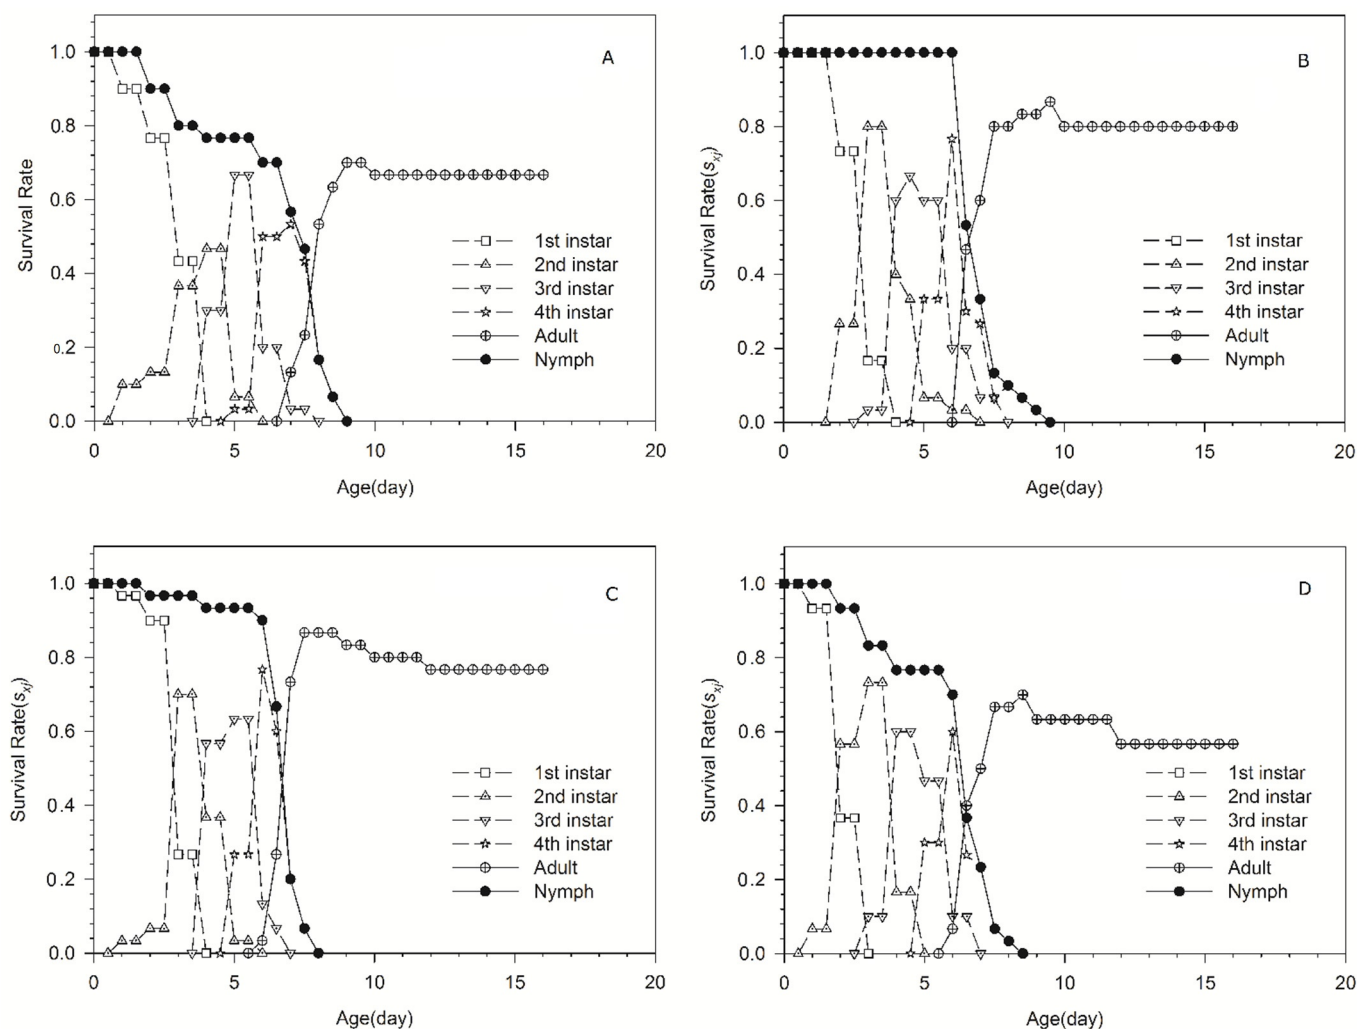 A
Survival Rate
1.0
0.8
0.6
0.4
0.2
0.0
1st instar
2nd instar
3rd instar
4th instar
Adult
Nymph
0 5 10 15 20
Age(day)
B
Survival Rate(sxj)
1.0
0.8
0.6
0.4
0.2
0.0
1st instar
2nd instar
3rd instar
4th instar
Adult
Nymph
0 5 10 15 20
Age(day)
C
Survival Rate(sxj)
1.0
0.8
0.6
0.4
0.2
0.0
1st instar
2nd instar
3rd instar
4th instar
Adult
Nymph
0 5 10 15 20
Age(day)
D
Survival Rate(sxj)
1.0
0.8
0.6
0.4
0.2
0.0
1st instar
2nd instar
3rd instar
4th instar
Adult
Nymph
0 5 10 15 20
Age(day)